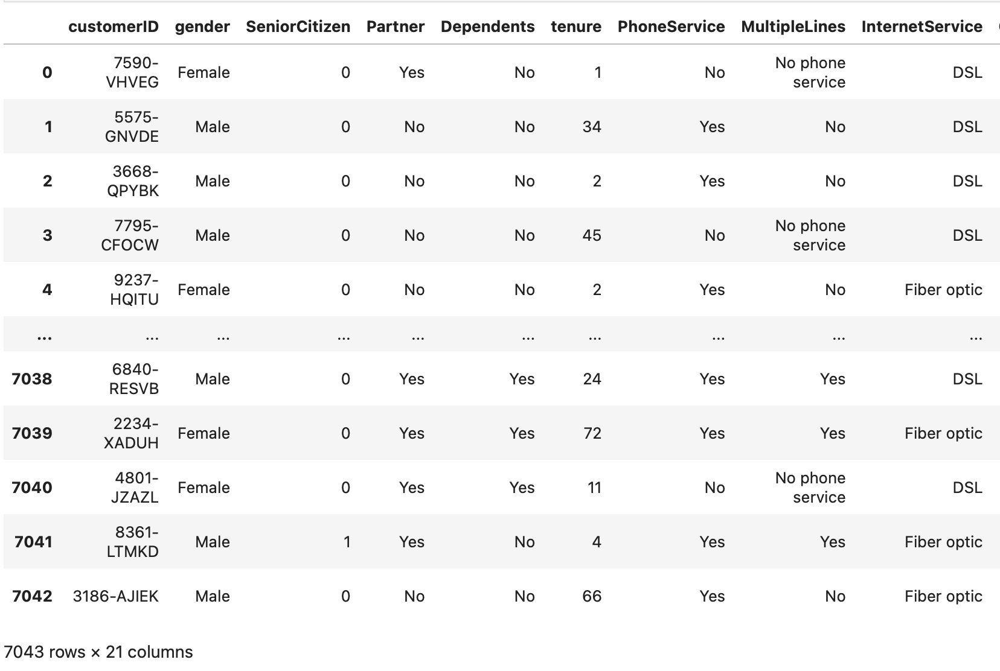 customerID gender SeniorCitizen Partner Dependents tenure PhoneService MultipleLines InternetService
0 7590-VHVEG Female 0 Yes No 1 No No phone service DSL
1 5575-GNVDE Male 0 No No 34 Yes No DSL
2 3668-QPYBK Male 0 No No 2 Yes No DSL
3 7795-CFOCW Male 0 No No 45 No No phone service DSL
4 9237-HQITU Female 0 No No 2 Yes No Fiber optic
... ... ... ... ... ... ... ... ... ...
7038 6840-RESVB Male 0 Yes Yes 24 Yes Yes DSL
7039 2234-XADUH Female 0 Yes Yes 72 Yes Yes Fiber optic
7040 4801-JZAZL Female 0 Yes Yes 11 No No phone service DSL
7041 8361-LTMKD Male 1 Yes No 4 Yes Yes Fiber optic
7042 3186-AJIEK Male 0 No No 66 Yes No Fiber optic
7043 rows × 21 columns